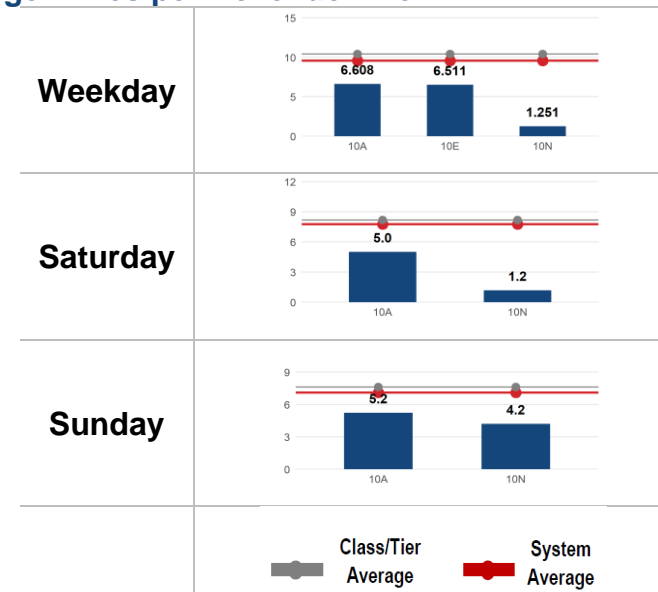 Weekday
15
10
5
0
6.608
6.511
1.251
10A
10E
10N
Saturday
12
9
6
3
0
5.0
1.2
10A
10N
Sunday
9
6
3
0
5.2
4.2
10A
10N
Class/Tier
Average
System
Average